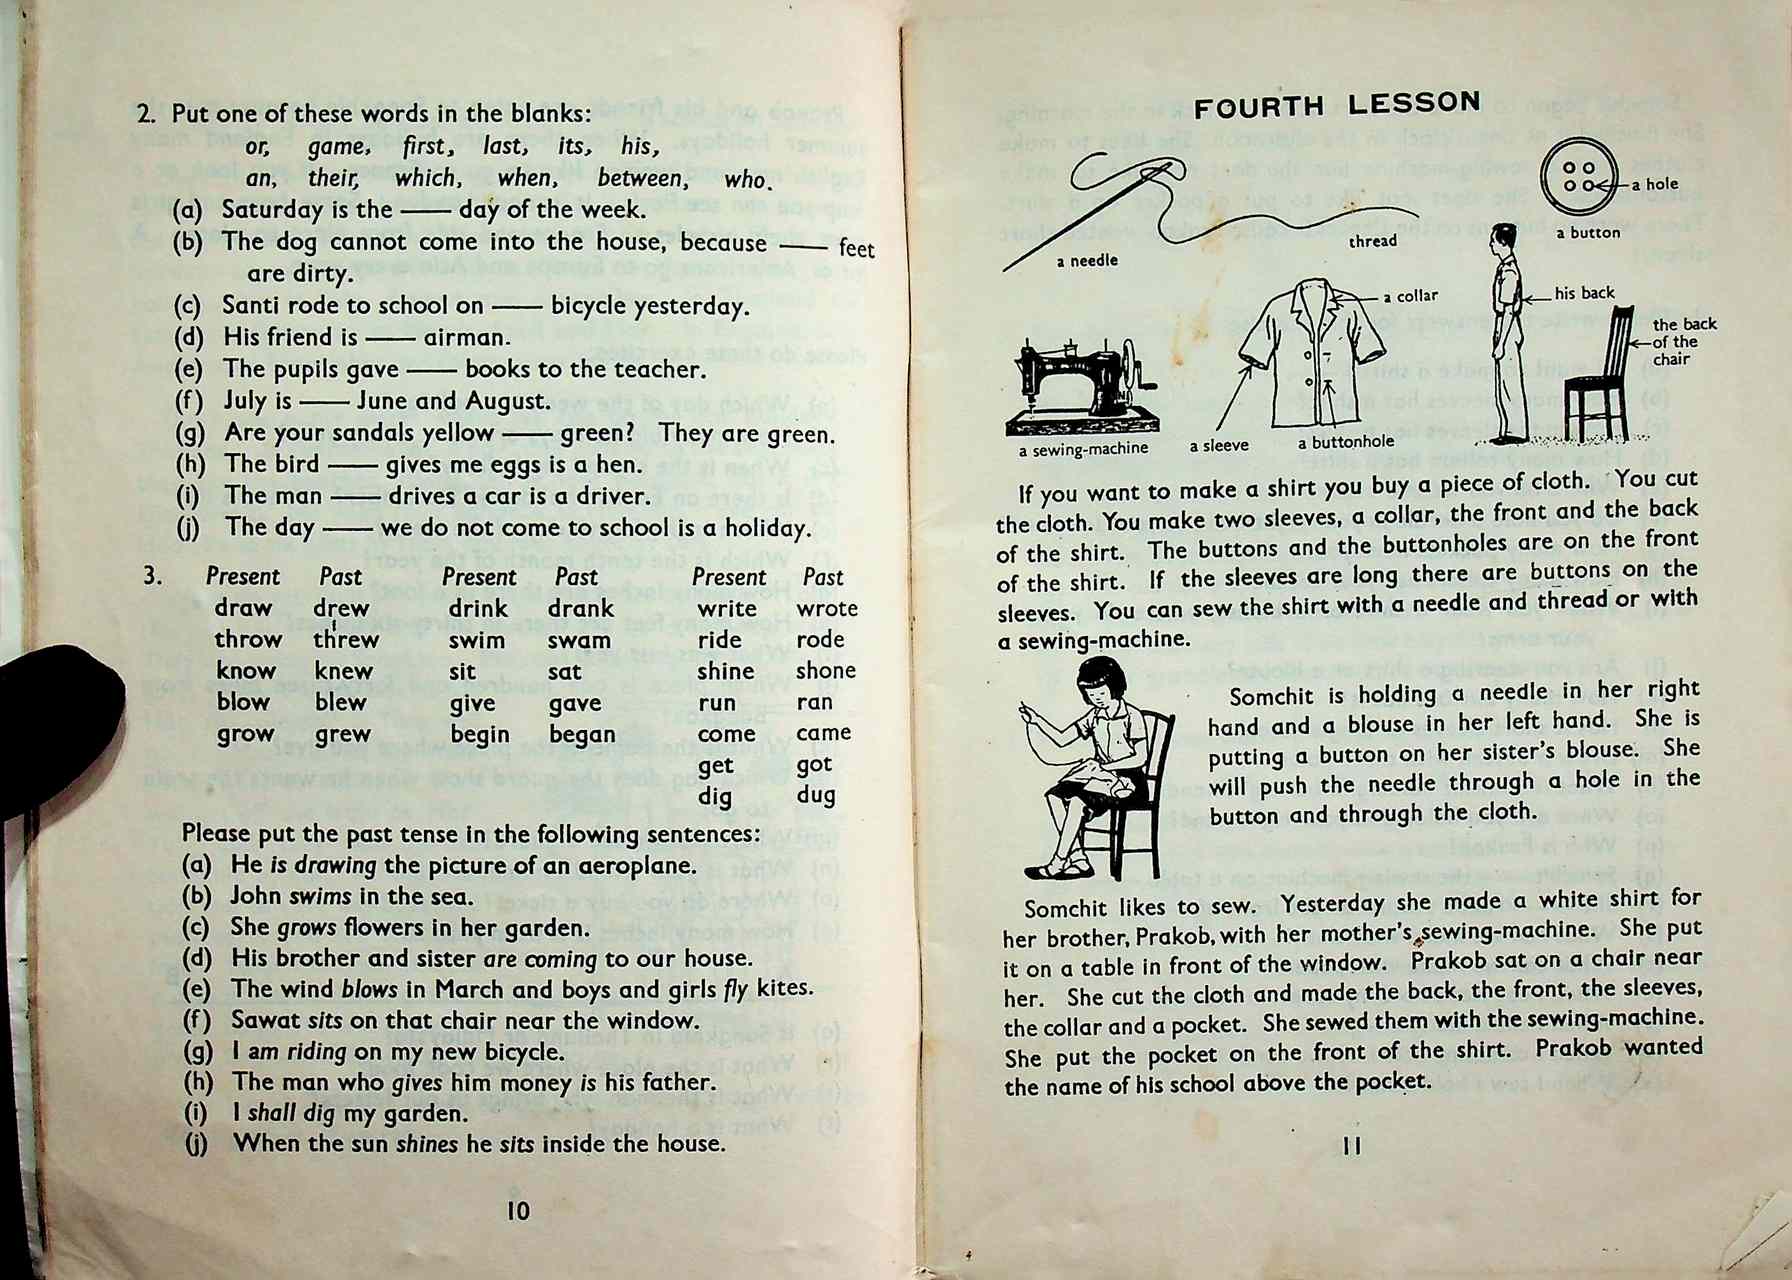 2. Put one of these words in the blanks:
or, game, first, last, its, his,
an, their, which, when, between, who.
(a) Saturday is the —— day of the week.
(b) The dog cannot come into the house, because —— feet
are dirty.
(c) Santi rode to school on —— bicycle yesterday.
(d) His friend is —— airman.
(e) The pupils gave —— books to the teacher.
(f) July is —— June and August.
(g) Are your sandals yellow —— green? They are green.
(h) The bird —— gives me eggs is a hen.
(i) The man —— drives a car is a driver.
(j) The day —— we do not come to school is a holiday.
3. Present Past Present Past Present Past
draw drew drink drank write wrote
throw threw swim swam ride rode
know knew sit sat shine shone
blow blew give gave run ran
grow grew begin began come came
get got
dig dug
Please put the past tense in the following sentences:
(a) He is drawing the picture of an aeroplane.
(b) John swims in the sea.
(c) She grows flowers in her garden.
(d) His brother and sister are coming to our house.
(e) The wind blows in March and boys and girls fly kites.
(f) Sawat sits on that chair near the window.
(g) I am riding on my new bicycle.
(h) The man who gives him money is his father.
(i) I shall dig my garden.
(j) When the sun shines he sits inside the house.
10
FOURTH LESSON
a needle
thread
a hole
a button
a sewing-machine
a sleeve
a collar
a buttonhole
his back
the back
of the
chair
If you want to make a shirt you buy a piece of cloth. You cut
the cloth. You make two sleeves, a collar, the front and the back
of the shirt. The buttons and the buttonholes are on the front
of the shirt. If the sleeves are long there are buttons on the
sleeves. You can sew the shirt with a needle and thread or with
a sewing-machine.
Somchit is holding a needle in her right
hand and a blouse in her left hand. She is
putting a button on her sister's blouse. She
will push the needle through a hole in the
button and through the cloth.
Somchit likes to sew. Yesterday she made a white shirt for
her brother, Prakob, with her mother's sewing-machine. She put
it on a table in front of the window. Prakob sat on a chair near
her. She cut the cloth and made the back, the front, the sleeves,
the collar and a pocket. She sewed them with the sewing-machine.
She put the pocket on the front of the shirt. Prakob wanted
the name of his school above the pocket.
11